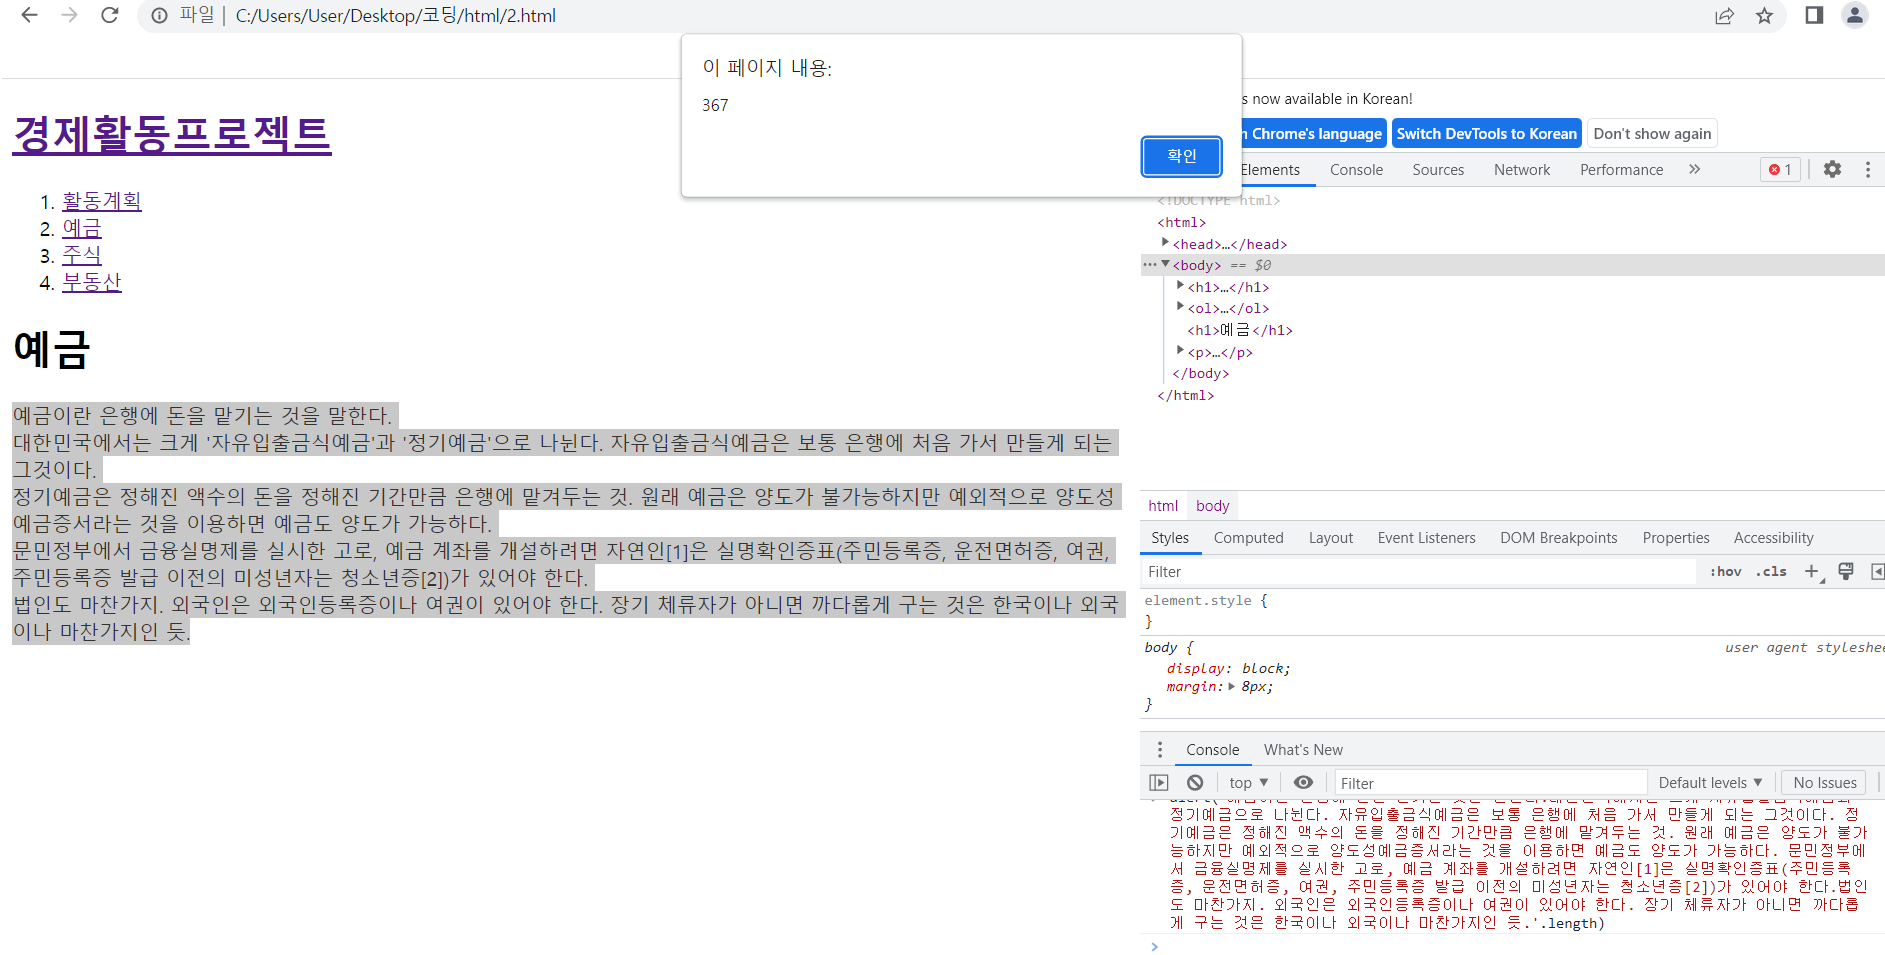 파일 | C:/Users/User/Desktop/코딩/html/2.html
이 페이지 내용:
367
확인
경제활동프로젝트
1. 활동계획
2. 예금
3. 주식
4. 부동산
예금
예금이란 은행에 돈을 맡기는 것을 말한다.
대한민국에서는 크게 '자유입출금식예금'과 '정기예금'으로 나뉜다. 자유입출금식예금은 보통 은행에 처음 가서 만들게 되는
그것이다.
정기예금은 정해진 액수의 돈을 정해진 기간만큼 은행에 맡겨두는 것. 원래 예금은 양도가 불가능하지만 예외적으로 양도성
예금증서라는 것을 이용하면 예금도 양도가 가능하다.
문민정부에서 금융실명제를 실시한 고로, 예금 계좌를 개설하려면 자연인[1]은 실명확인증표(주민등록증, 운전면허증, 여권,
주민등록증 발급 이전의 미성년자는 청소년증[2])가 있어야 한다.
법인도 마찬가지. 외국인은 외국인등록증이나 여권이 있어야 한다. 장기 체류자가 아니면 까다롭게 구는 것은 한국이나 외국
이나 마찬가지인 듯.
s now available in Korean!
n Chrome's language Switch DevTools to Korean Don't show again
Elements Console Sources Network Performance » 1
<!DOCTYPE html>
<html>
<head>…</head>
<body> == $0
<h1>…</h1>
<ol>…</ol>
<h1>예금</h1>
<p>…</p>
</body>
</html>
html body
Styles Computed Layout Event Listeners DOM Breakpoints Properties Accessibility
Filter :hov .cls
element.style {
}
body { user agent styleshee
display: block;
margin: 8px;
}
Console What's New
top Filter Default levels No Issues
정기예금으로 나뉜다. 자유입출금식예금은 보통 은행에 처음 가서 만들게 되는 그것이다. 정
기예금은 정해진 액수의 돈을 정해진 기간만큼 은행에 맡겨두는 것. 원래 예금은 양도가 불가
능하지만 예외적으로 양도성예금증서라는 것을 이용하면 예금도 양도가 가능하다. 문민정부에
서 금융실명제를 실시한 고로, 예금 계좌를 개설하려면 자연인[1]은 실명확인증표(주민등록
증, 운전면허증, 여권, 주민등록증 발급 이전의 미성년자는 청소년증[2])가 있어야 한다.법인
도 마찬가지. 외국인은 외국인등록증이나 여권이 있어야 한다. 장기 체류자가 아니면 까다롭
게 구는 것은 한국이나 외국이나 마찬가지인 듯.'.length)